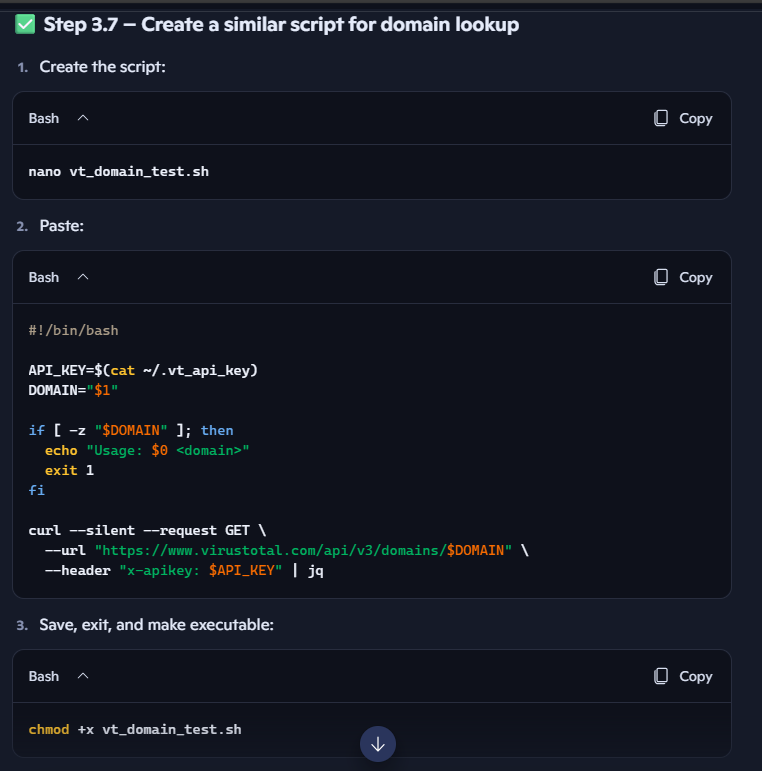 ✅ Step 3.7 – Create a similar script for domain lookup
1. Create the script:
Bash Copy
nano vt_domain_test.sh
2. Paste:
Bash Copy
#!/bin/bash
API_KEY=$(cat ~/.vt_api_key)
DOMAIN="$1"
if [ -z "$DOMAIN" ]; then
  echo "Usage: $0 <domain>"
  exit 1
fi
curl --silent --request GET \
  --url "https://www.virustotal.com/api/v3/domains/$DOMAIN" \
  --header "x-apikey: $API_KEY" | jq
3. Save, exit, and make executable:
Bash Copy
chmod +x vt_domain_test.sh